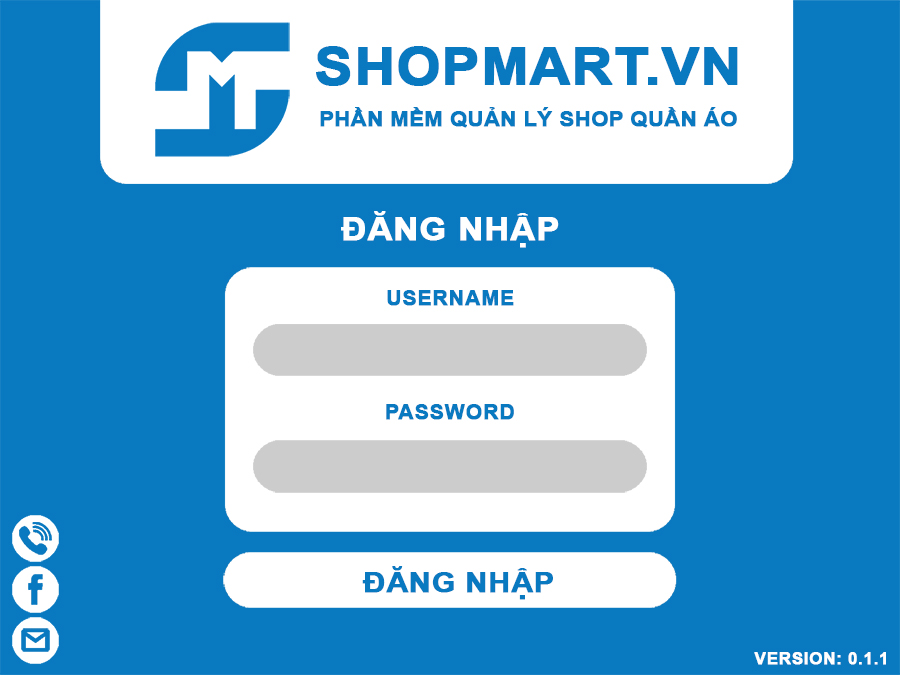 SHOPMART.VN
PHẦN MỀM QUẢN LÝ SHOP QUẦN ÁO
ĐĂNG NHẬP
USERNAME
PASSWORD
ĐĂNG NHẬP
VERSION: 0.1.1